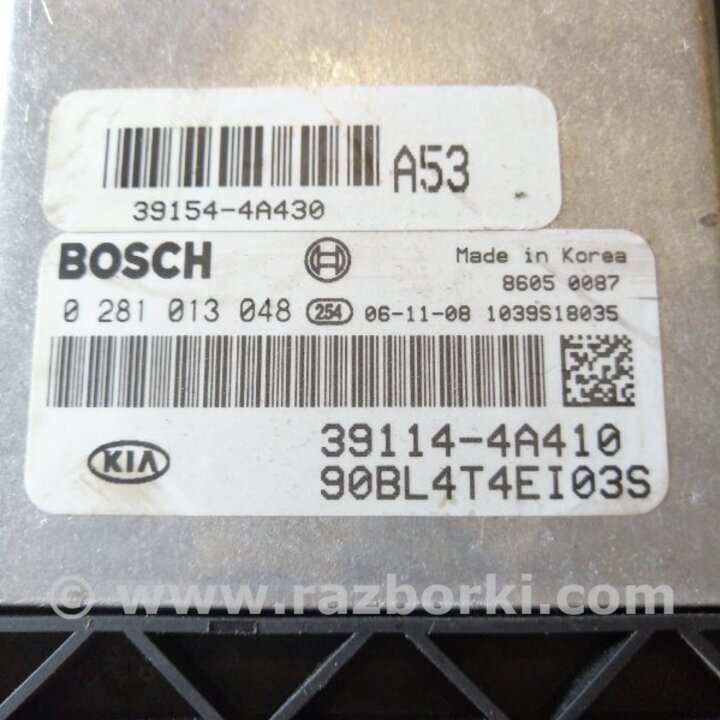 A53
39154-4A430
BOSCH
Made in Korea
8605 0087
0 281 013 048 254 06-11-08 1039S18035
39114-4A410
KIA
90BL4T4EI03S
© www.razborki.com